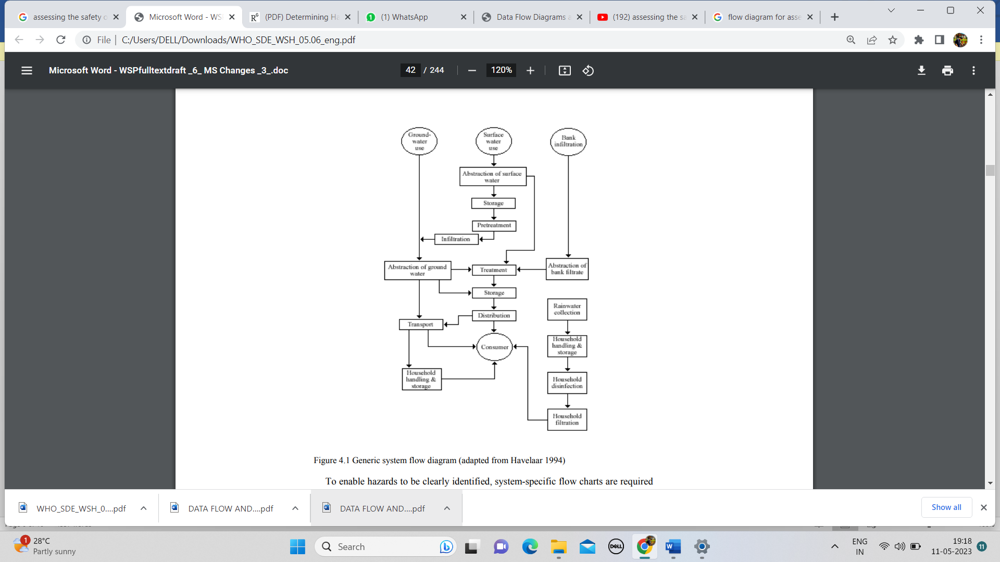 assessing the safety o
Microsoft Word - WS
(PDF) Determining Ha
(1) WhatsApp
Data Flow Diagrams a
(192) assessing the sa
flow diagram for asse
File
C:/Users/DELL/Downloads/WHO_SDE_WSH_05.06_eng.pdf
Microsoft Word - WSPfulltextdraft _6_ MS Changes _3_.doc
42 / 244
120%
Ground-
water
use
Surface
water
use
Bank
infiltration
Abstraction of surface
water
Storage
Pretreatment
Infiltration
Abstraction of ground
water
Treatment
Abstraction of
bank filtrate
Storage
Rainwater
collection
Distribution
Transport
Consumer
Household
handling &
storage
Household
handling &
storage
Household
disinfection
Household
filtration
Figure 4.1 Generic system flow diagram (adapted from Havelaar 1994)
To enable hazards to be clearly identified, system-specific flow charts are required
WHO_SDE_WSH_0....pdf
DATA FLOW AND....pdf
DATA FLOW AND....pdf
Show all
1
28°C
Partly sunny
Search
DELL
ENG
IN
19:18
11-05-2023
11